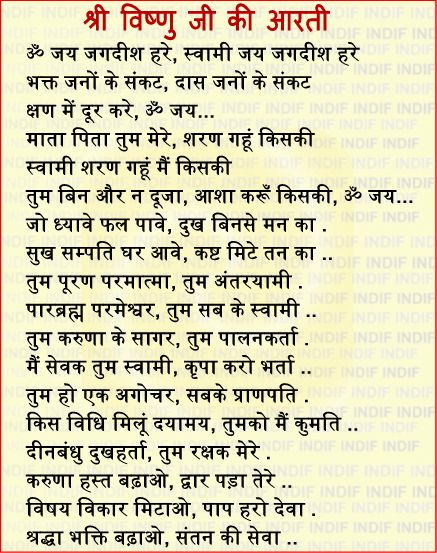 श्री विष्णु जी की आरती
ॐ जय जगदीश हरे, स्वामी जय जगदीश हरे
भक्त जनों के संकट, दास जनों के संकट
क्षण में दूर करे, ॐ जय...
माता पिता तुम मेरे, शरण गहूं किसकी
स्वामी शरण गहूं मैं किसकी
तुम बिन और न दूजा, आशा करूँ किसकी, ॐ जय...
जो ध्यावे फल पावे, दुख बिनसे मन का .
सुख सम्पति घर आवे, कष्ट मिटे तन का ..
तुम पूरण परमात्मा, तुम अंतरयामी .
पारब्रह्म परमेश्वर, तुम सब के स्वामी ..
तुम करुणा के सागर, तुम पालनकर्ता .
मैं सेवक तुम स्वामी, कृपा करो भर्ता ..
तुम हो एक अगोचर, सबके प्राणपति .
किस विधि मिलूं दयामय, तुमको मैं कुमति ..
दीनबंधु दुखहर्ता, तुम रक्षक मेरे .
करुणा हस्त बढ़ाओ, द्वार पड़ा तेरे ..
विषय विकार मिटाओ, पाप हरो देवा .
श्रद्धा भक्ति बढ़ाओ, संतन की सेवा ..